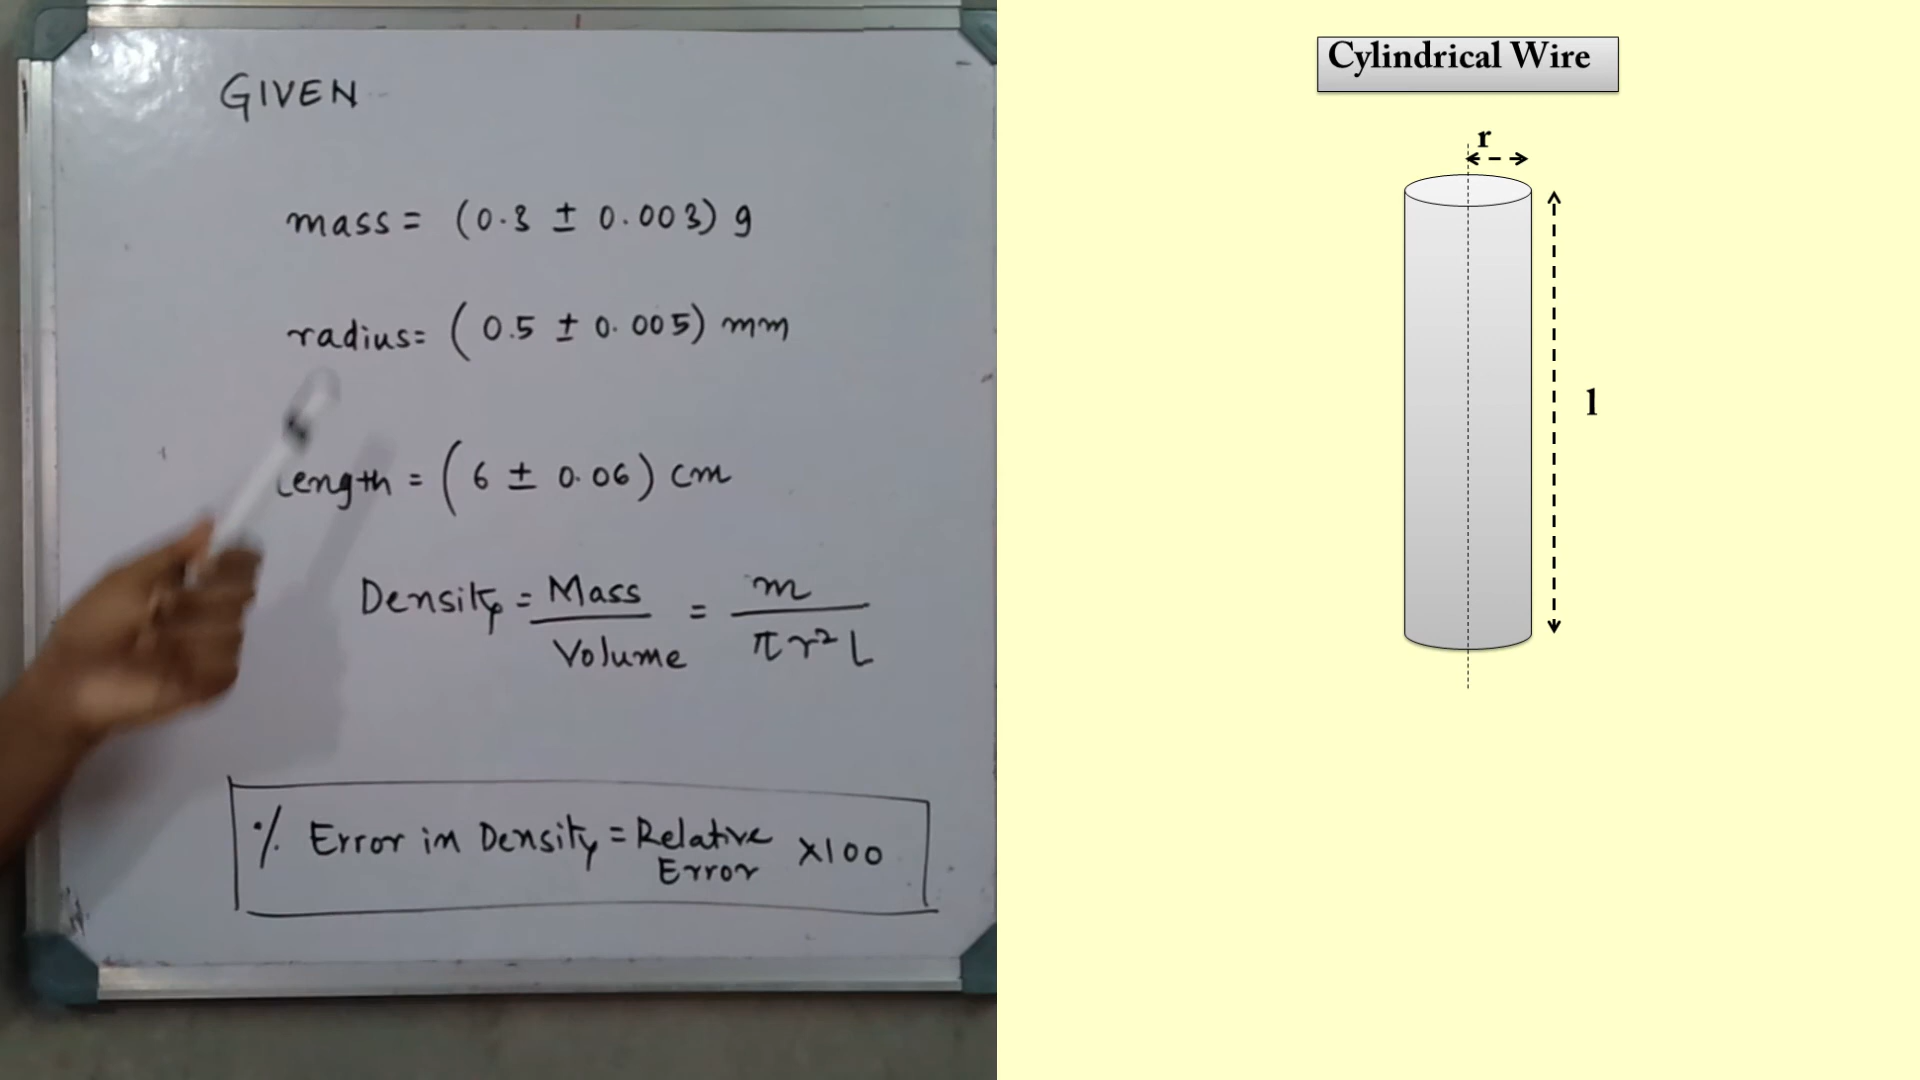 GIVEN
mass = (0.3 ± 0.003) g
radius= (0.5 ± 0.005) mm
Length = (6 ± 0.06) cm
Density = Mass / Volume = m / πr²L
% Error in Density = Relative Error ×100
Cylindrical Wire
r
l